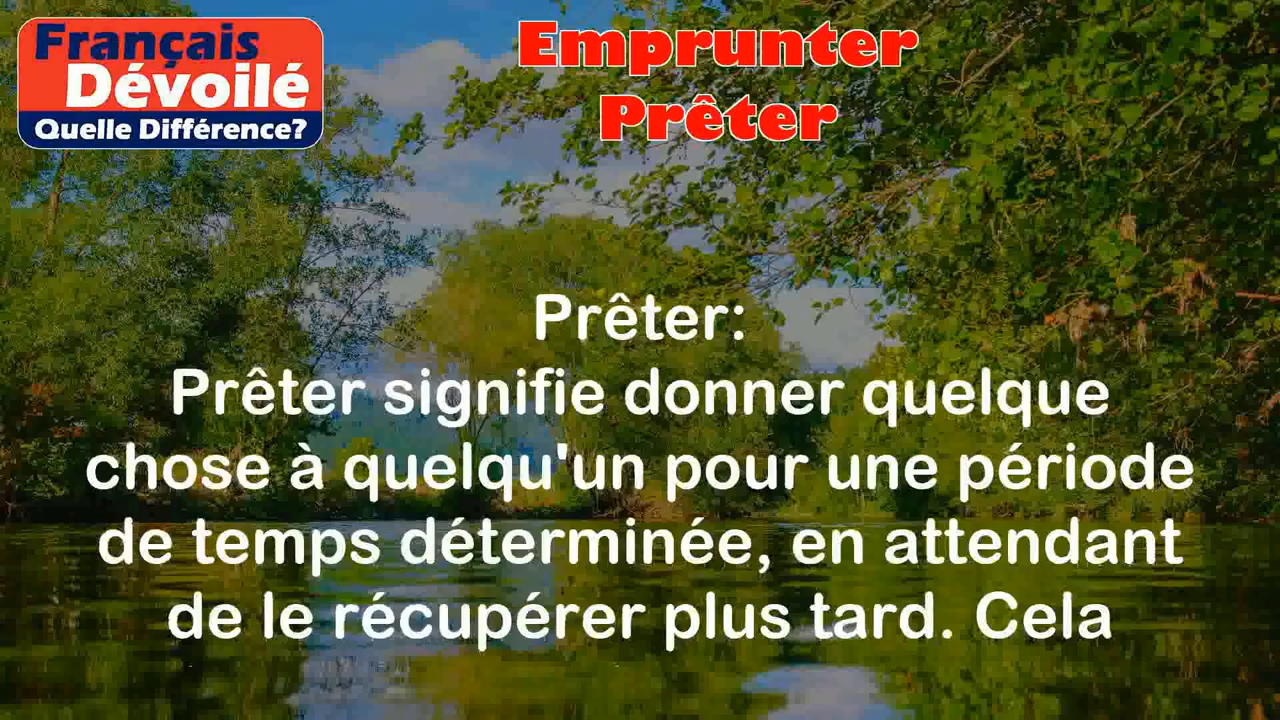 Français
Dévoilé
Quelle Différence?
Emprunter
Prêter
Prêter:
Prêter signifie donner quelque
chose à quelqu'un pour une période
de temps déterminée, en attendant
de le récupérer plus tard. Cela